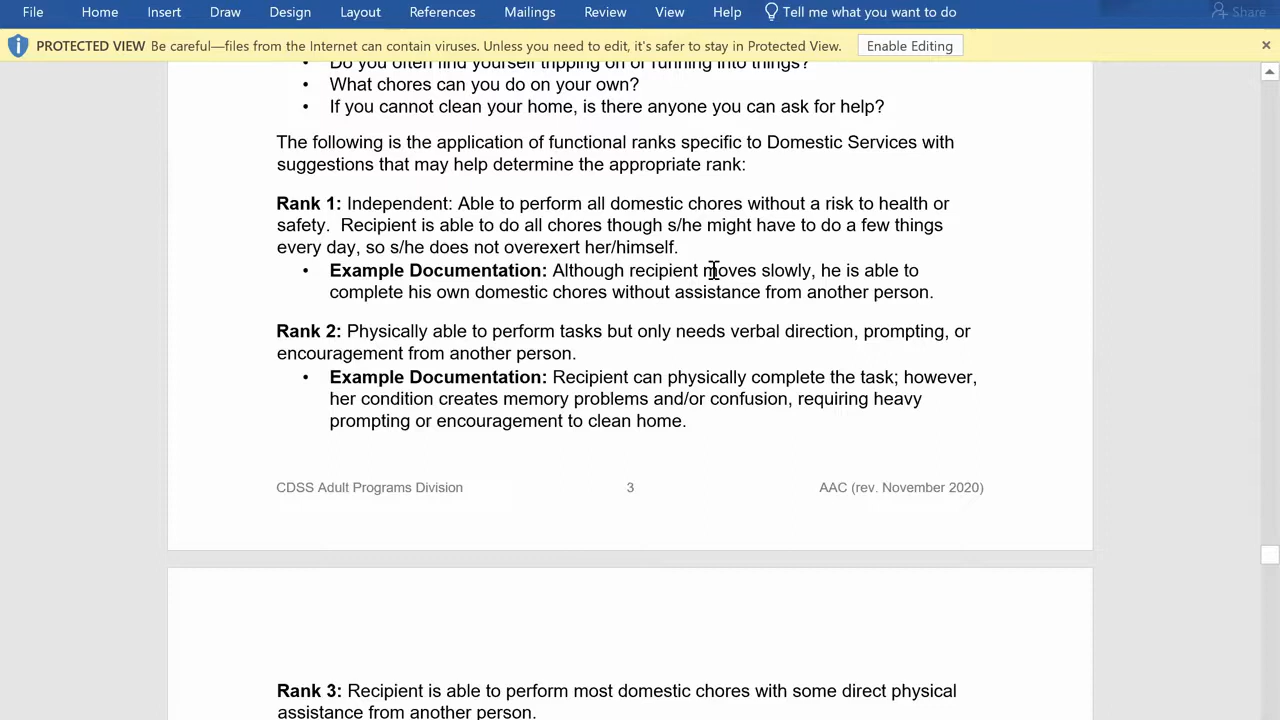 File Home Insert Draw Design Layout References Mailings Review View Help Tell me what you want to do Share
PROTECTED VIEW Be careful—files from the Internet can contain viruses. Unless you need to edit, it's safer to stay in Protected View. Enable Editing
• Do you often find yourself tripping on or running into things?
• What chores can you do on your own?
• If you cannot clean your home, is there anyone you can ask for help?
The following is the application of functional ranks specific to Domestic Services with
suggestions that may help determine the appropriate rank:
Rank 1: Independent: Able to perform all domestic chores without a risk to health or
safety. Recipient is able to do all chores though s/he might have to do a few things
every day, so s/he does not overexert her/himself.
• Example Documentation: Although recipient moves slowly, he is able to
complete his own domestic chores without assistance from another person.
Rank 2: Physically able to perform tasks but only needs verbal direction, prompting, or
encouragement from another person.
• Example Documentation: Recipient can physically complete the task; however,
her condition creates memory problems and/or confusion, requiring heavy
prompting or encouragement to clean home.
CDSS Adult Programs Division 3 AAC (rev. November 2020)
Rank 3: Recipient is able to perform most domestic chores with some direct physical
assistance from another person.